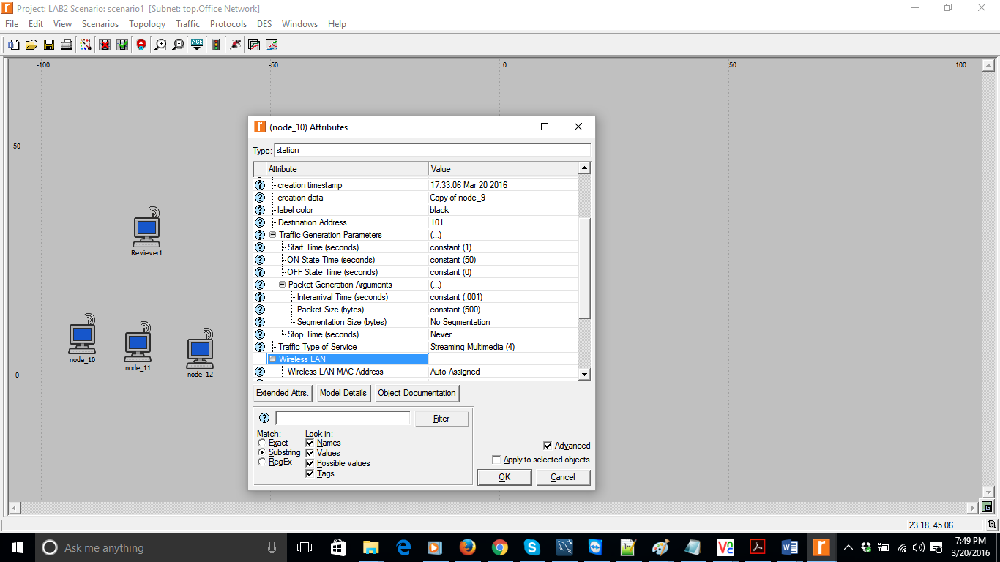 Project: LAB2 Scenario: scenario1 [Subnet: top.Office Network]
File Edit View Scenarios Topology Traffic Protocols DES Windows Help
ACE
-100 -50 0 50 100
50
0
Reviever1
node_10
node_11
node_12
(node_10) Attributes
Type: station
Attribute Value
creation timestamp 17:33:06 Mar 20 2016
creation data Copy of node_9
label color black
Destination Address 101
Traffic Generation Parameters (...)
Start Time (seconds) constant (1)
ON State Time (seconds) constant (50)
OFF State Time (seconds) constant (0)
Packet Generation Arguments (...)
Interarrival Time (seconds) constant (.001)
Packet Size (bytes) constant (500)
Segmentation Size (bytes) No Segmentation
Stop Time (seconds) Never
Traffic Type of Service Streaming Multimedia (4)
Wireless LAN
Wireless LAN MAC Address Auto Assigned
Extended Attrs. Model Details Object Documentation
Filter
Match: Look in:
Exact Names
Substring Values
RegEx Possible values
Tags
Advanced
Apply to selected objects
OK Cancel
23.18, 45.06
Ask me anything
7:49 PM
3/20/2016